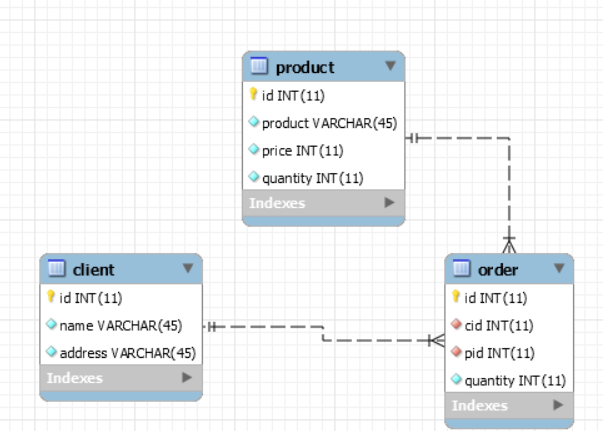 product
id INT(11)
product VARCHAR(45)
price INT(11)
quantity INT(11)
Indexes
client
id INT(11)
name VARCHAR(45)
address VARCHAR(45)
Indexes
order
id INT(11)
cid INT(11)
pid INT(11)
quantity INT(11)
Indexes